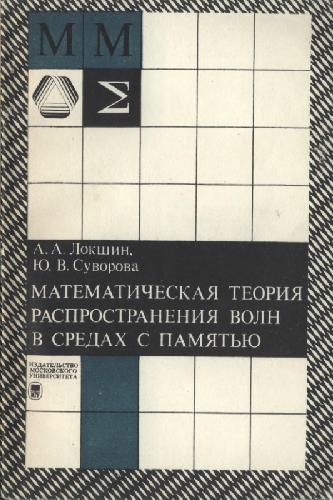 М М
Σ
А. А. Локшин,
Ю. В. Суворова
МАТЕМАТИЧЕСКАЯ ТЕОРИЯ
РАСПРОСТРАНЕНИЯ ВОЛН
В СРЕДАХ С ПАМЯТЬЮ
ИЗДАТЕЛЬСТВО
МОСКОВСКОГО
УНИВЕРСИТЕТА